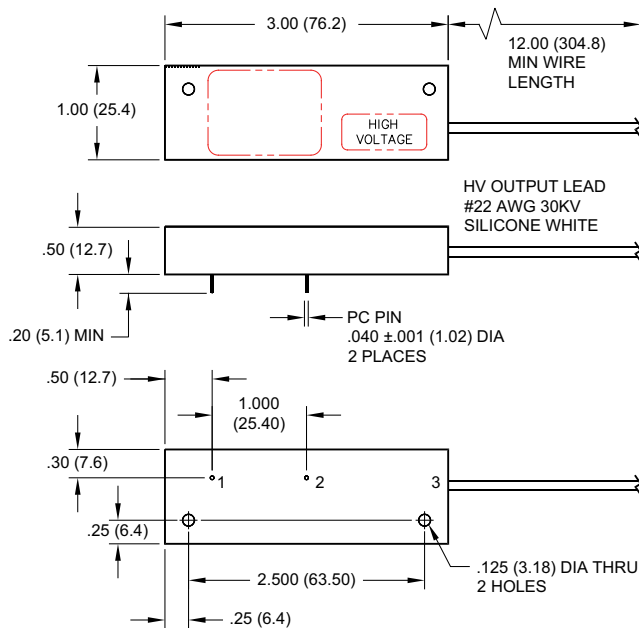 3.00 (76.2)
12.00 (304.8)
MIN WIRE
LENGTH
1.00 (25.4)
HIGH
VOLTAGE
HV OUTPUT LEAD
#22 AWG 30KV
SILICONE WHITE
.50 (12.7)
.20 (5.1) MIN
PC PIN
.040 ±.001 (1.02) DIA
2 PLACES
.50 (12.7)
1.000
(25.40)
.30 (7.6)
1
2
3
.25 (6.4)
2.500 (63.50)
.125 (3.18) DIA THRU
2 HOLES
.25 (6.4)